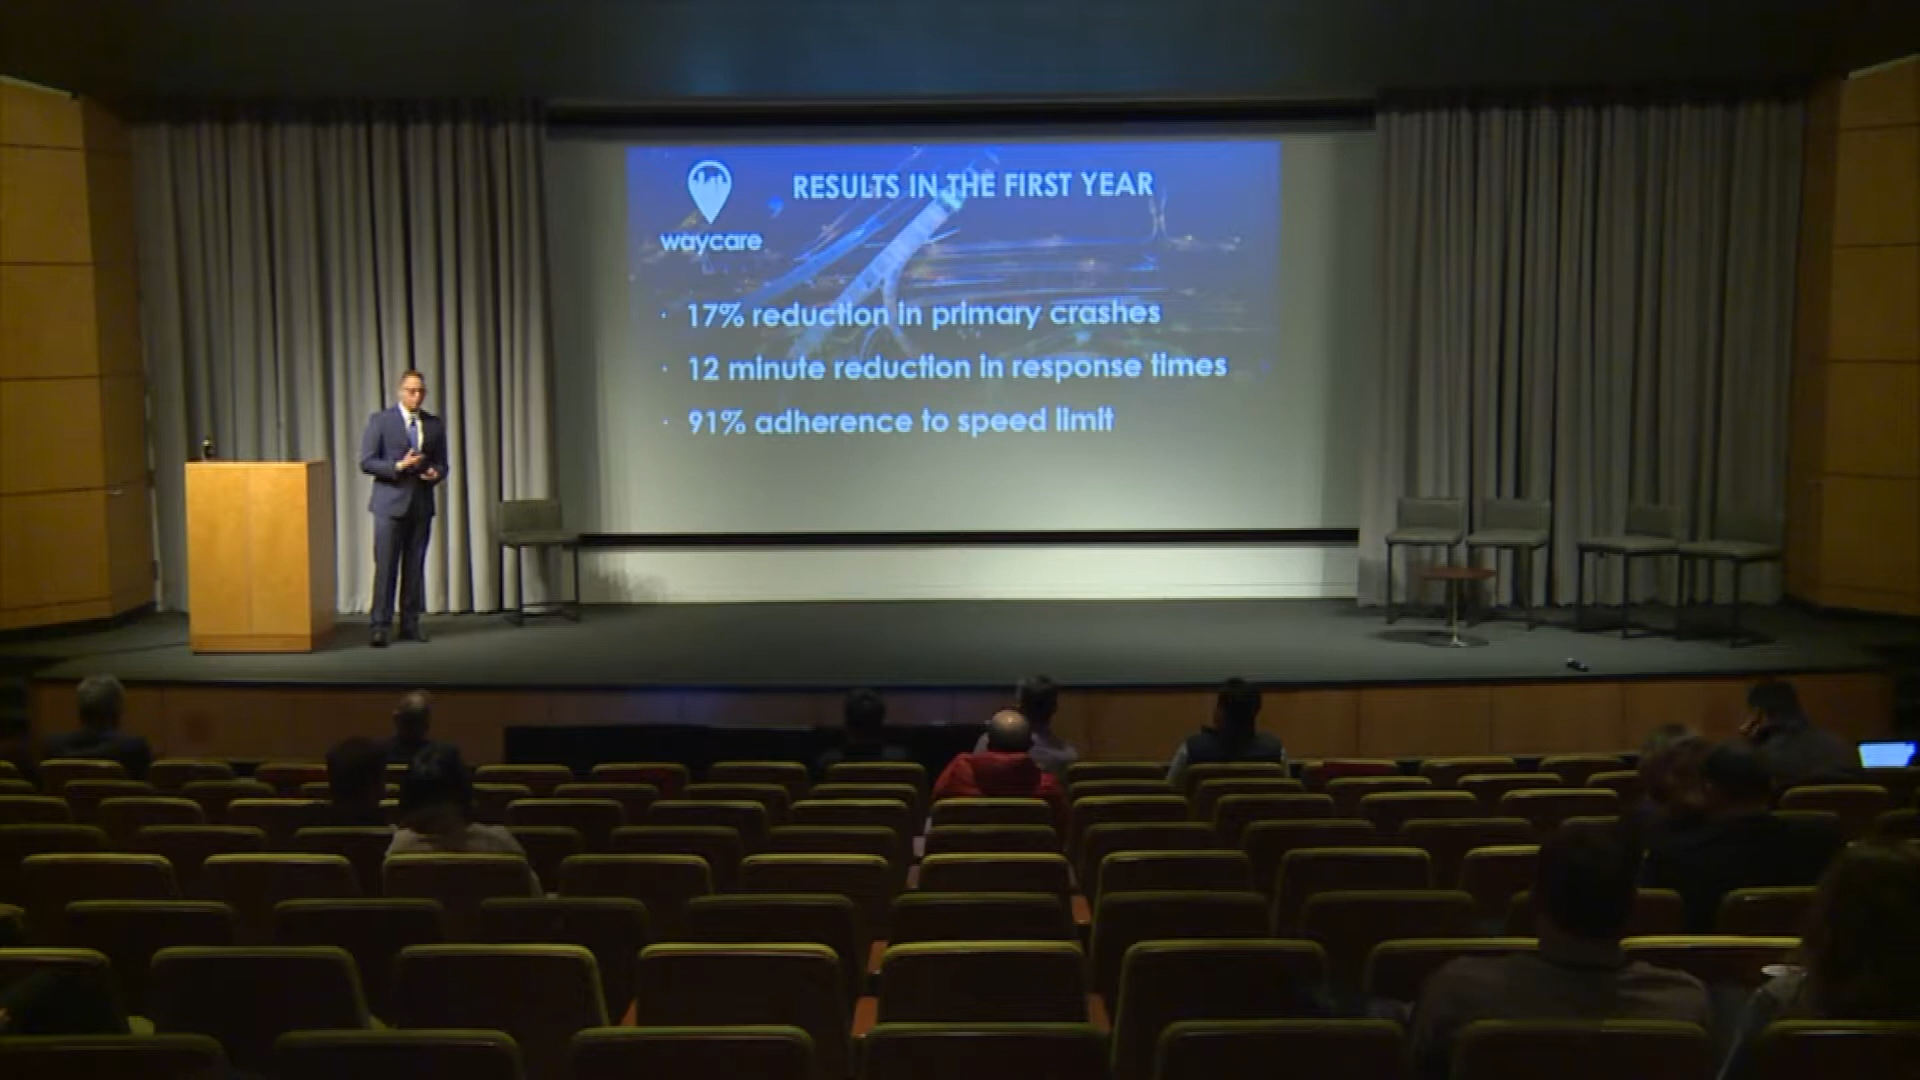 RESULTS IN THE FIRST YEAR
waycare
· 17% reduction in primary crashes
· 12 minute reduction in response times
· 91% adherence to speed limit